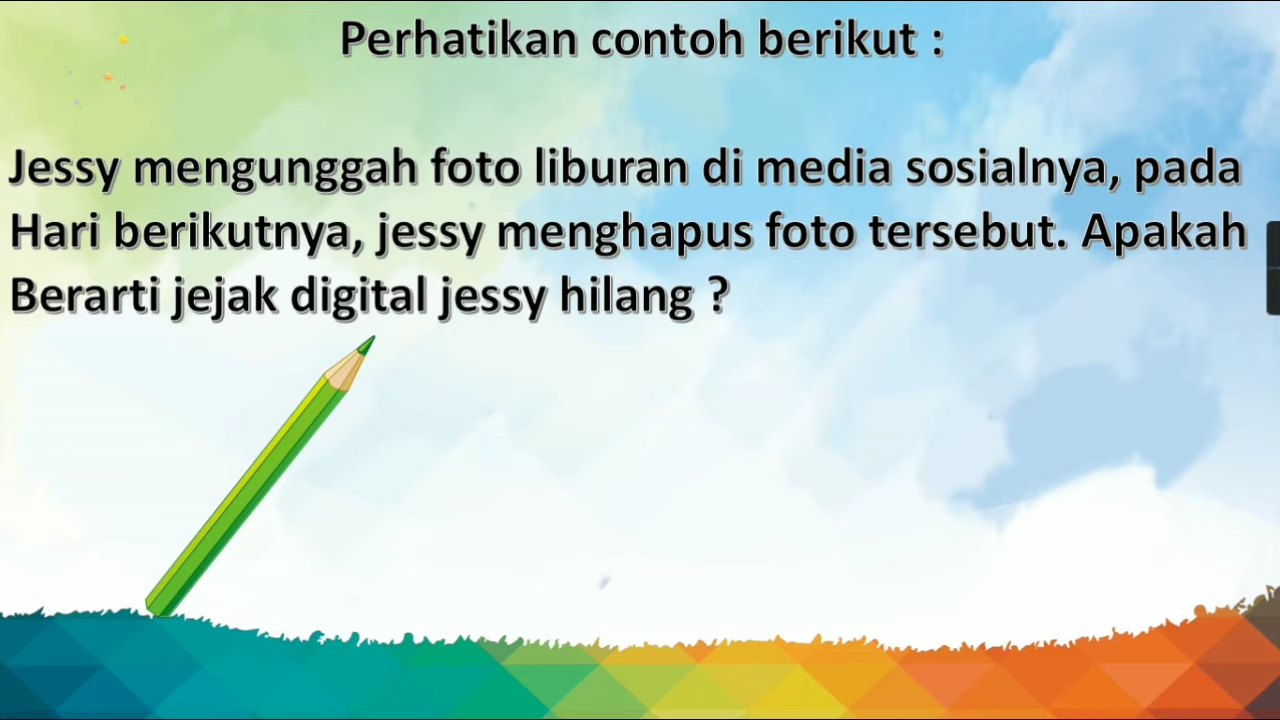 Perhatikan contoh berikut :
Jessy mengunggah foto liburan di media sosialnya, pada
Hari berikutnya, jessy menghapus foto tersebut. Apakah
Berarti jejak digital jessy hilang ?